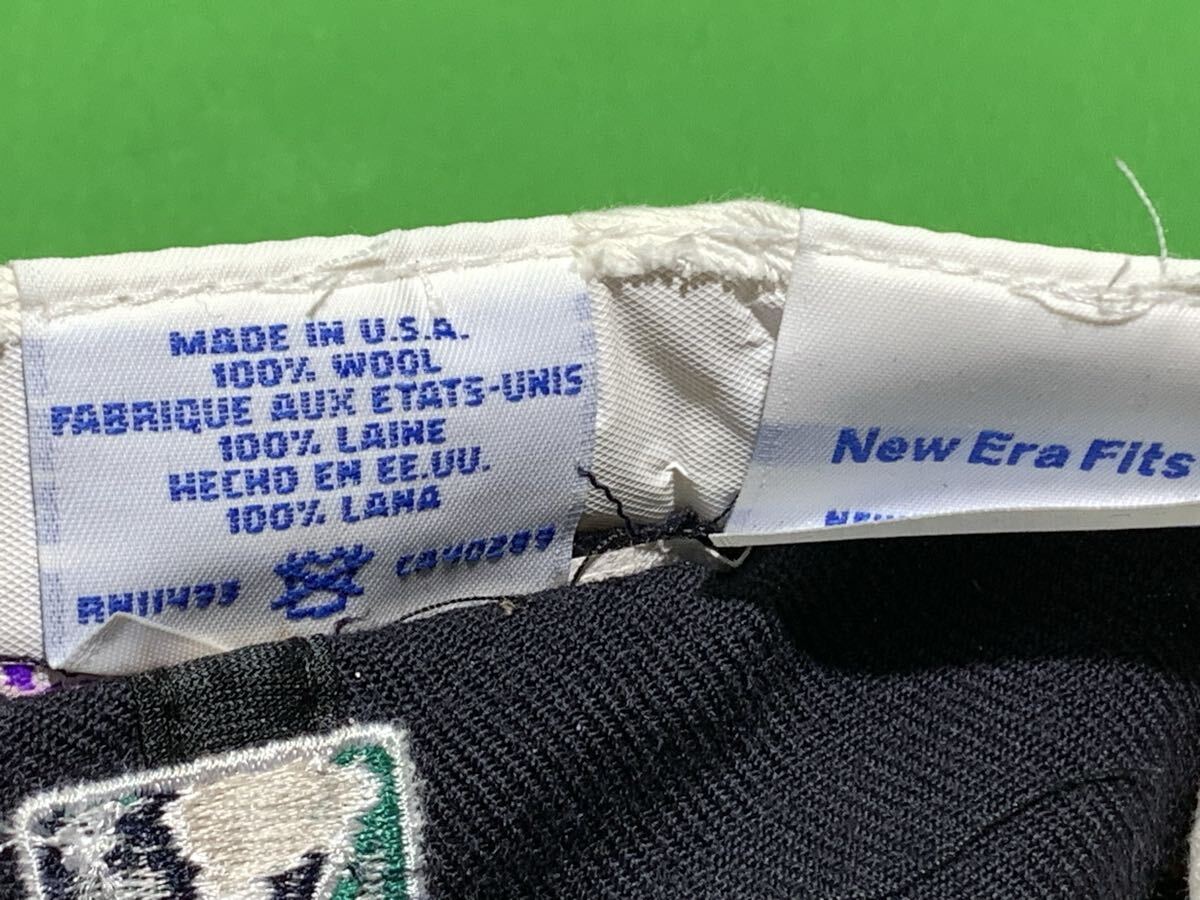 MADE IN U.S.A.
100% WOOL
FABRIQUE AUX ETATS-UNIS
100% LAINE
HECHO EN EE.UU.
100% LANA
RN11493 CA40289
New Era Fits